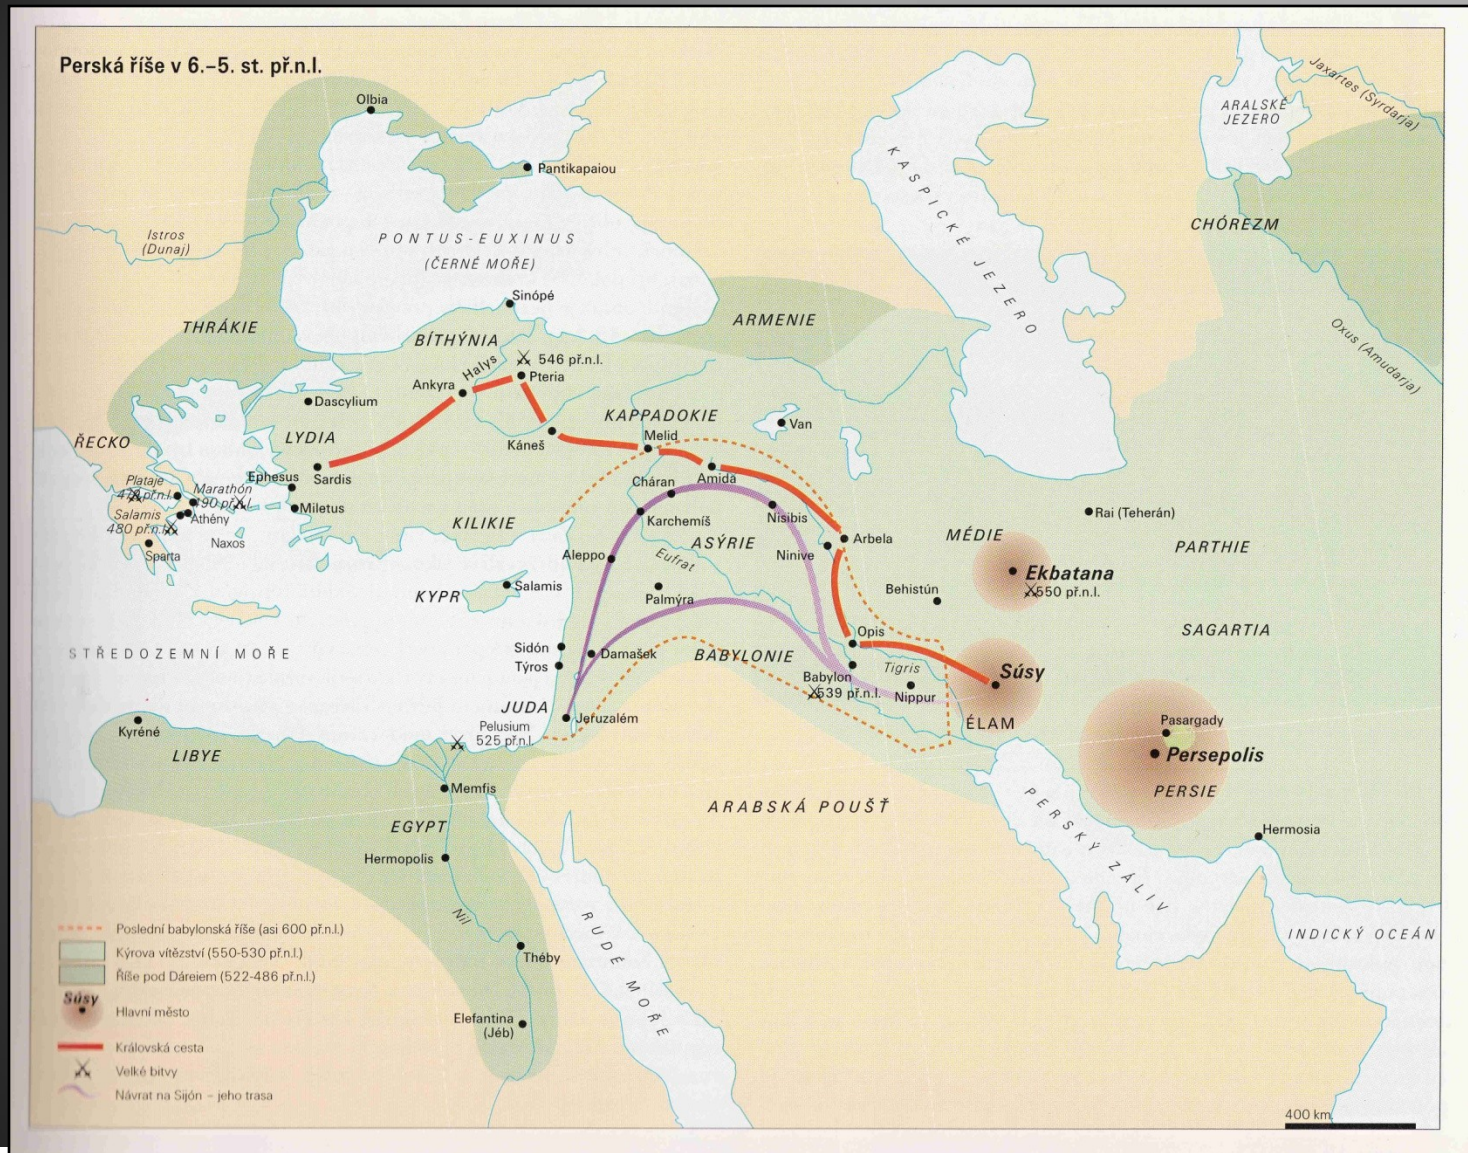 Perská říše v 6.–5. st. př.n.l.
Olbia
Pantikapaiou
Istros
(Dunaj)
PONTUS-EUXINUS
(ČERNÉ MOŘE)
KASPICKÉ JEZERO
ARALSKÉ
JEZERO
Jaxartes (Syrdarja)
CHÓREZM
Oxus (Amudarja)
Sinópé
THRÁKIE
BÍTHÝNIA
ARMENIE
Halys
546 př.n.l.
Pteria
Ankyra
Dascylium
KAPPADOKIE
Van
ŘECKO
LYDIA
Káneš
Melid
Sardis
Ephesus
Amida
Cháran
Plataje
Marathón
490 př.n.l.
Miletus
Salamis
480 př.n.l.
Athény
Naxos
Sparta
KILIKIE
Karchemíš
Nisibis
Rai (Teherán)
ASÝRIE
Arbela
MÉDIE
PARTHIE
Ninive
Aleppo
Eufrat
Ekbatana
550 př.n.l.
KYPR
Salamis
Palmýra
Behistún
SAGARTIA
STŘEDOZEMNÍ MOŘE
Sidón
Týros
Damašek
BABYLONIE
Opis
Tigris
Súsy
Babylon
539 př.n.l.
Nippur
JUDA
Jeruzalém
ÉLAM
Pasargady
Persepolis
PERSIE
Kyréné
Pelusium
525 př.n.l.
LIBYE
Memfis
ARABSKÁ POUŠŤ
PERSKÝ ZÁLIV
EGYPT
Hermosia
Hermopolis
Nil
RUDÉ MOŘE
INDICKÝ OCEÁN
Théby
Elefantina
(Jéb)
Poslední babylonská říše (asi 600 př.n.l.)
Kýrova vítězství (550-530 př.n.l.)
Říše pod Dáreiem (522-486 př.n.l.)
Súsy
Hlavní město
Královská cesta
Velké bitvy
Návrat na Sijón – jeho trasa
400 km